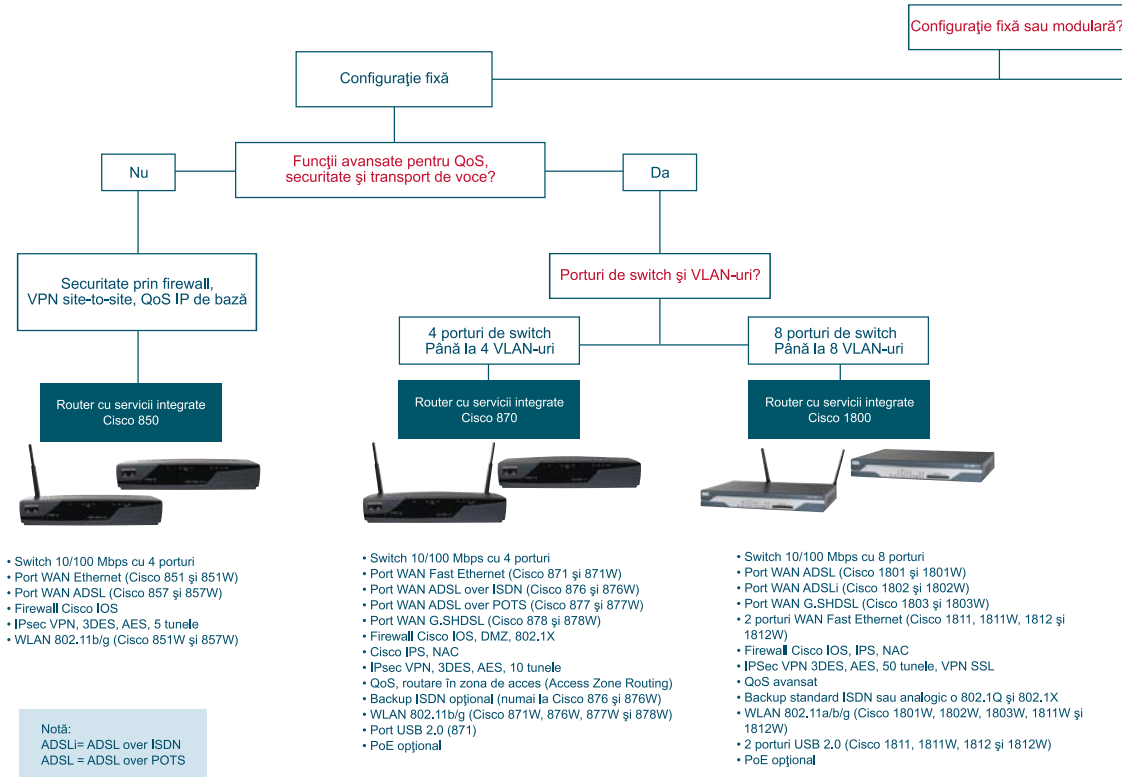 Configuraţie fixă sau modulară?
Configuraţie fixă
Funcţii avansate pentru QoS,
securitate şi transport de voce?
Nu
Da
Securitate prin firewall,
VPN site-to-site, QoS IP de bază
Porturi de switch şi VLAN-uri?
4 porturi de switch
Până la 4 VLAN-uri
8 porturi de switch
Până la 8 VLAN-uri
Router cu servicii integrate
Cisco 850
Router cu servicii integrate
Cisco 870
Router cu servicii integrate
Cisco 1800
• Switch 10/100 Mbps cu 4 porturi
• Port WAN Ethernet (Cisco 851 şi 851W)
• Port WAN ADSL (Cisco 857 şi 857W)
• Firewall Cisco IOS
• IPsec VPN, 3DES, AES, 5 tunele
• WLAN 802.11b/g (Cisco 851W şi 857W)
• Switch 10/100 Mbps cu 4 porturi
• Port WAN Fast Ethernet (Cisco 871 şi 871W)
• Port WAN ADSL over ISDN (Cisco 876 şi 876W)
• Port WAN ADSL over POTS (Cisco 877 şi 877W)
• Port WAN G.SHDSL (Cisco 878 şi 878W)
• Firewall Cisco IOS, DMZ, 802.1X
• Cisco IPS, NAC
• IPsec VPN, 3DES, AES, 10 tunele
• QoS, routare în zona de acces (Access Zone Routing)
• Backup ISDN opţional (numai la Cisco 876 şi 876W)
• WLAN 802.11b/g (Cisco 871W, 876W, 877W şi 878W)
• Port USB 2.0 (871)
• PoE opţional
• Switch 10/100 Mbps cu 8 porturi
• Port WAN ADSL (Cisco 1801 şi 1801W)
• Port WAN ADSLi (Cisco 1802 şi 1802W)
• Port WAN G.SHDSL (Cisco 1803 şi 1803W)
• 2 porturi WAN Fast Ethernet (Cisco 1811, 1811W, 1812 şi
1812W)
• Firewall Cisco IOS, IPS, NAC
• IPSec VPN 3DES, AES, 50 tunele, VPN SSL
• QoS avansat
• Backup standard ISDN sau analogic o 802.1Q şi 802.1X
• WLAN 802.11a/b/g (Cisco 1801W, 1802W, 1803W, 1811W şi
1812W)
• 2 porturi USB 2.0 (Cisco 1811, 1811W, 1812 şi 1812W)
• PoE opţional
Notă:
ADSLi= ADSL over ISDN
ADSL = ADSL over POTS